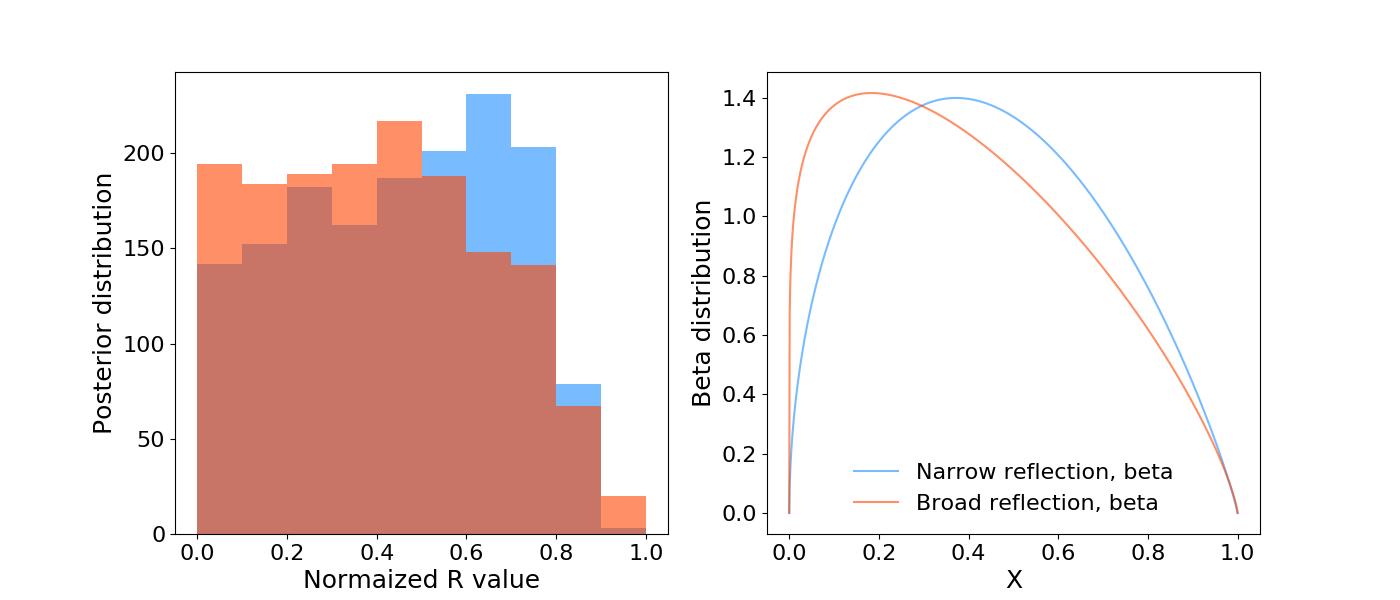 Posterior distribution
200
150
100
50
0
0.0 0.2 0.4 0.6 0.8 1.0
Normaized R value
Beta distribution
1.4
1.2
1.0
0.8
0.6
0.4
0.2
0.0
Narrow reflection, beta
Broad reflection, beta
0.0 0.2 0.4 0.6 0.8 1.0
X